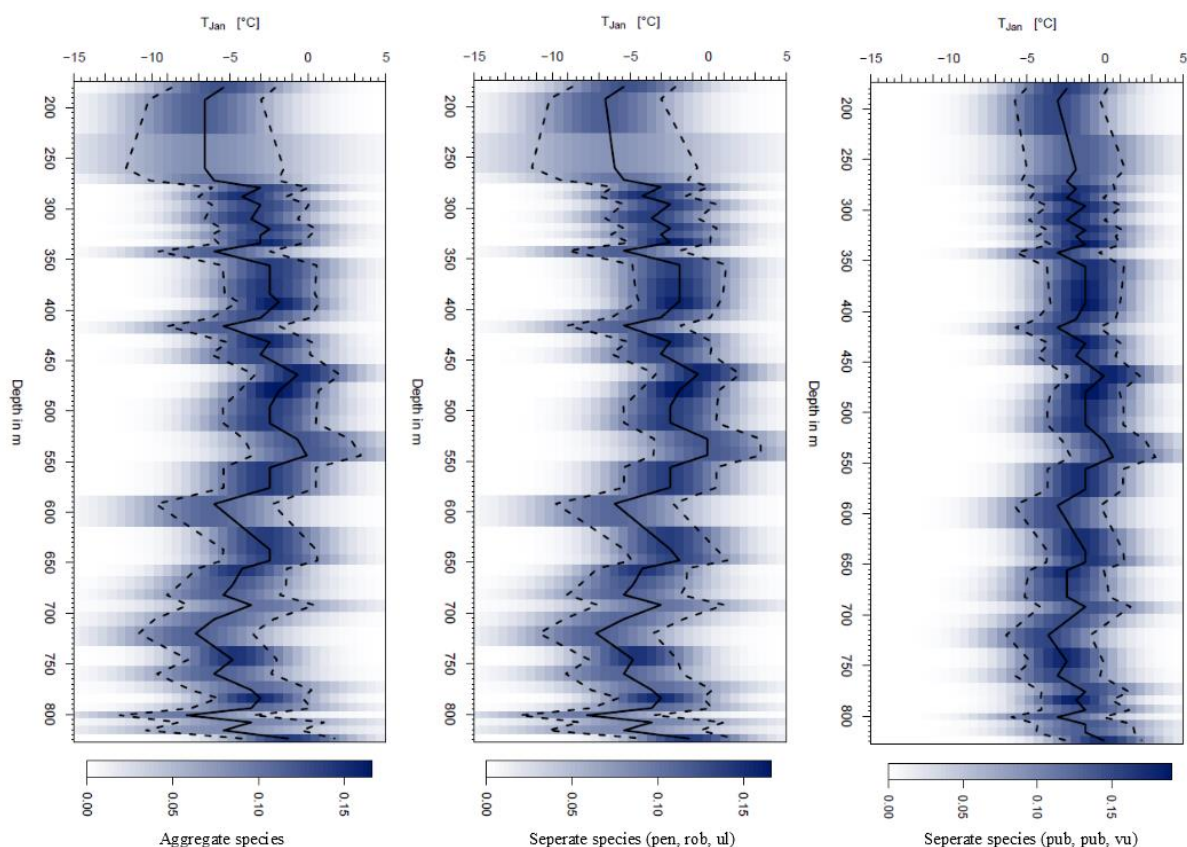 T_Jan [°C]
−15 −10 −5 0 5
200
250
300
350
400
450
500
550
600
650
700
750
800
Depth in m
0.00 0.05 0.10 0.15
Aggregate species
T_Jan [°C]
−15 −10 −5 0 5
200
250
300
350
400
450
500
550
600
650
700
750
800
Depth in m
0.00 0.05 0.10 0.15
Seperate species (pen, rob, ul)
T_Jan [°C]
−15 −10 −5 0 5
200
250
300
350
400
450
500
550
600
650
700
750
800
Depth in m
0.00 0.05 0.10 0.15
Seperate species (pub, pub, vu)